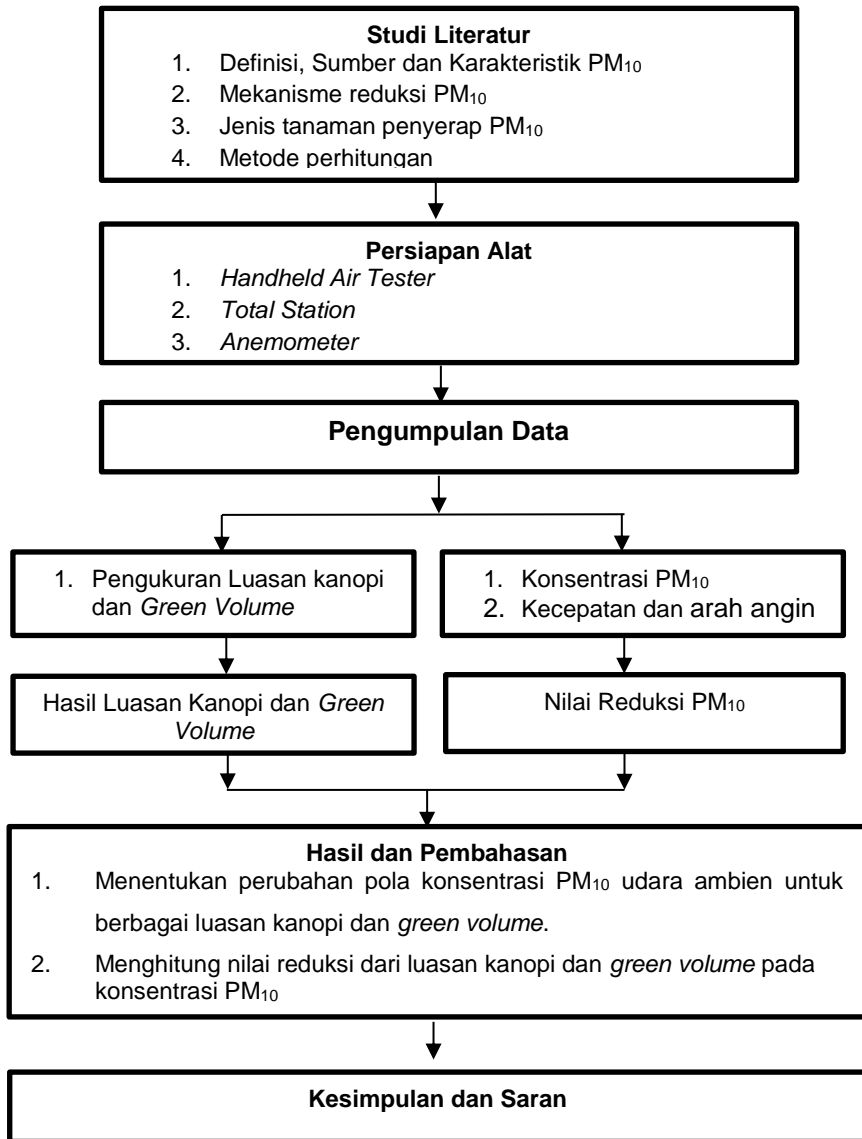 Studi Literatur
1. Definisi, Sumber dan Karakteristik PM10
2. Mekanisme reduksi PM10
3. Jenis tanaman penyerap PM10
4. Metode perhitungan
Persiapan Alat
1. Handheld Air Tester
2. Total Station
3. Anemometer
Pengumpulan Data
1. Pengukuran Luasan kanopi
dan Green Volume
1. Konsentrasi PM10
2. Kecepatan dan arah angin
Hasil Luasan Kanopi dan Green
Volume
Nilai Reduksi PM10
Hasil dan Pembahasan
1. Menentukan perubahan pola konsentrasi PM10 udara ambien untuk
berbagai luasan kanopi dan green volume.
2. Menghitung nilai reduksi dari luasan kanopi dan green volume pada
konsentrasi PM10
Kesimpulan dan Saran